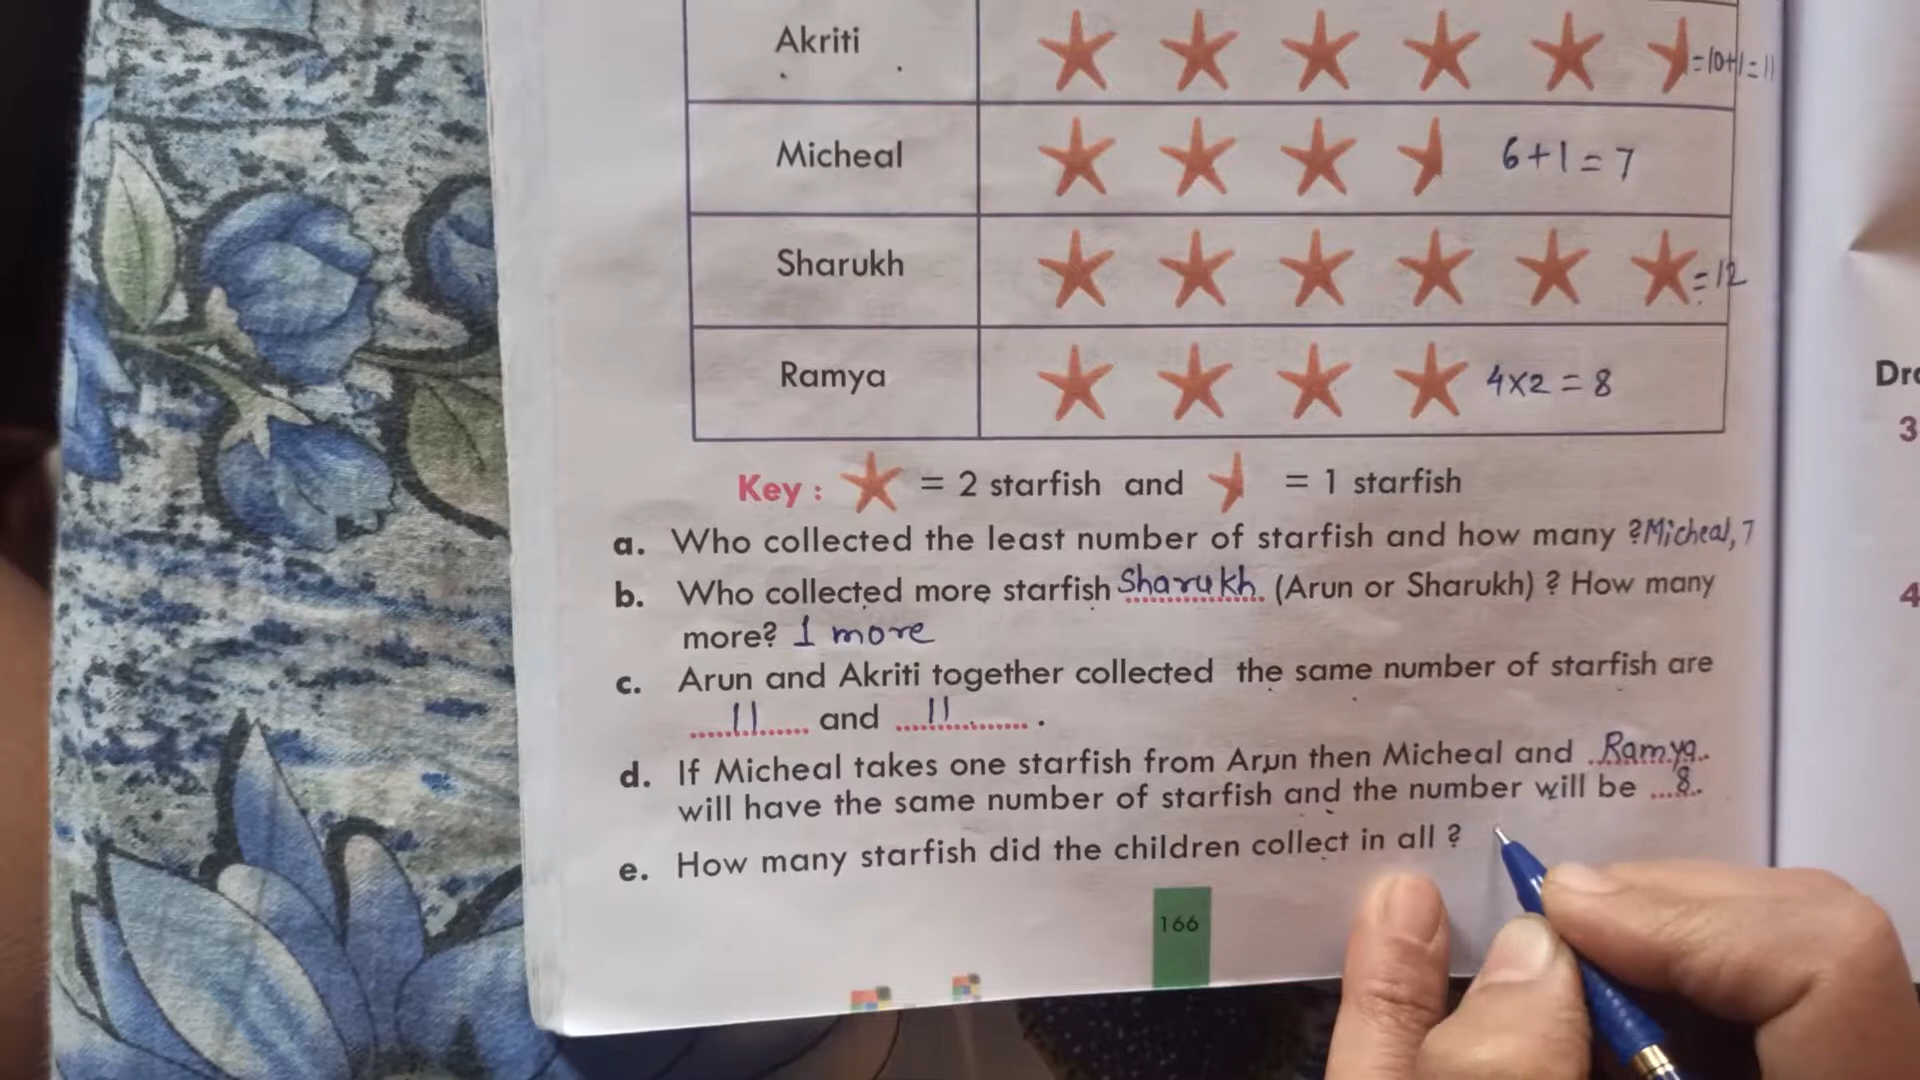 Akriti =10+1=11
Micheal 6+1=7
Sharukh =12
Ramya 4x2=8
Key : = 2 starfish and = 1 starfish
a. Who collected the least number of starfish and how many ? Micheal, 7
b. Who collected more starfish Sharukh (Arun or Sharukh) ? How many
more? 1 more
c. Arun and Akriti together collected the same number of starfish are
11 and 11 .
d. If Micheal takes one starfish from Arun then Micheal and Ramya.
will have the same number of starfish and the number will be 8.
e. How many starfish did the children collect in all ?
166
3
4